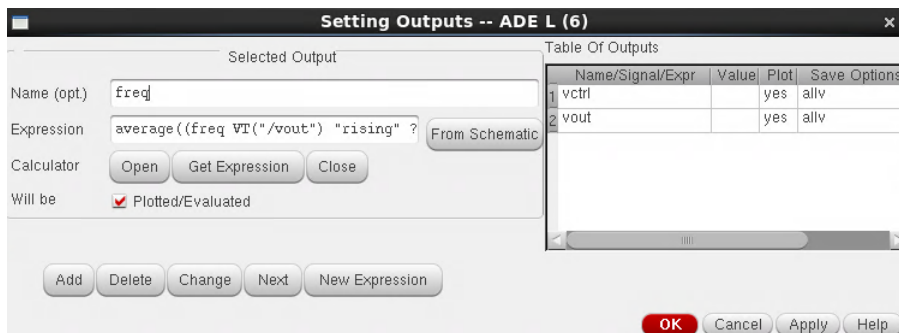 Setting Outputs -- ADE L (6)
Selected Output
Name (opt.) freq
Expression average((freq VT("/vout") "rising" ? From Schematic
Calculator Open Get Expression Close
Will be Plotted/Evaluated
Add Delete Change Next New Expression
Table Of Outputs
Name/Signal/Expr Value Plot Save Options
1 vctrl yes allv
2 vout yes allv
OK Cancel Apply Help